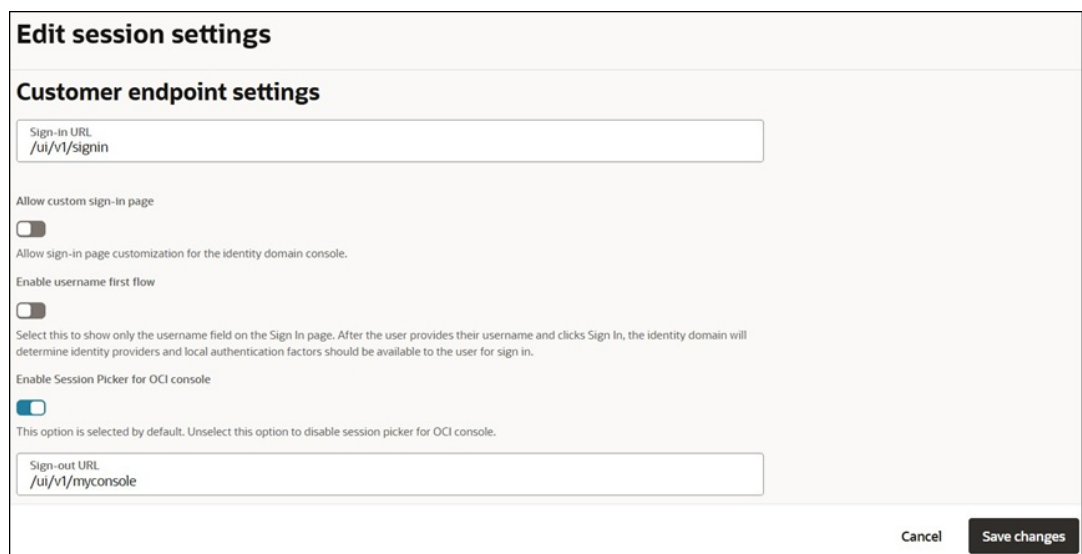 Edit session settings
Customer endpoint settings
Sign-in URL
/ui/v1/signin
Allow custom sign-in page
Allow sign-in page customization for the identity domain console.
Enable username first flow
Select this to show only the username field on the Sign In page. After the user provides their username and clicks Sign In, the identity domain will
determine identity providers and local authentication factors should be available to the user for sign in.
Enable Session Picker for OCI console
This option is selected by default. Unselect this option to disable session picker for OCI console.
Sign-out URL
/ui/v1/myconsole
Cancel Save changes